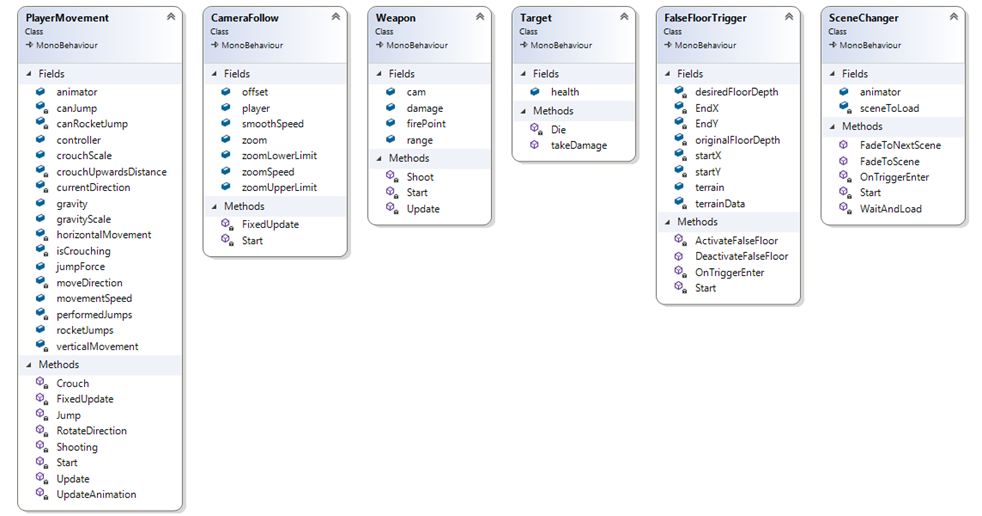 PlayerMovement
Class
MonoBehaviour
Fields
animator
canJump
canRocketJump
controller
crouchScale
crouchUpwardsDistance
currentDirection
gravity
gravityScale
horizontalMovement
isCrouching
jumpForce
moveDirection
movementSpeed
performedJumps
rocketJumps
verticalMovement
Methods
Crouch
FixedUpdate
Jump
RotateDirection
Shooting
Start
Update
UpdateAnimation
CameraFollow
Class
MonoBehaviour
Fields
offset
player
smoothSpeed
zoom
zoomLowerLimit
zoomSpeed
zoomUpperLimit
Methods
FixedUpdate
Start
Weapon
Class
MonoBehaviour
Fields
cam
damage
firePoint
range
Methods
Shoot
Start
Update
Target
Class
MonoBehaviour
Fields
health
Methods
Die
takeDamage
FalseFloorTrigger
Class
MonoBehaviour
Fields
desiredFloorDepth
EndX
EndY
originalFloorDepth
startX
startY
terrain
terrainData
Methods
ActivateFalseFloor
DeactivateFalseFloor
OnTriggerEnter
Start
SceneChanger
Class
MonoBehaviour
Fields
animator
sceneToLoad
Methods
FadeToNextScene
FadeToScene
OnTriggerEnter
Start
WaitAndLoad